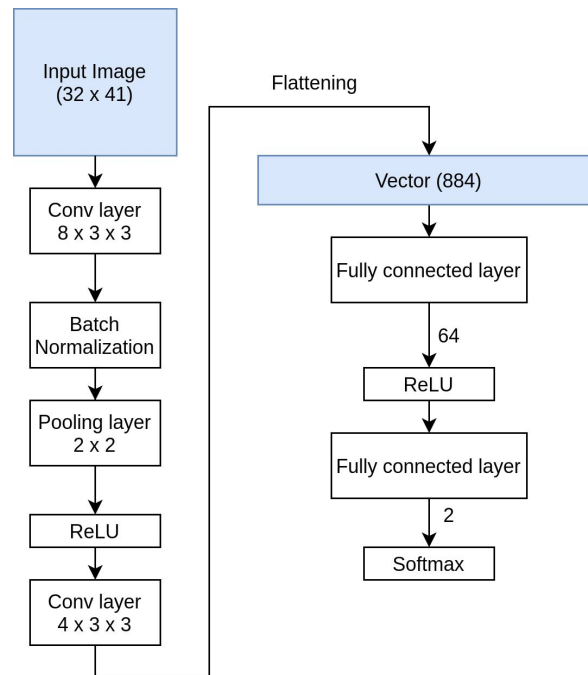 Input Image
(32 x 41)
Conv layer
8 x 3 x 3
Batch
Normalization
Pooling layer
2 x 2
ReLU
Conv layer
4 x 3 x 3
Flattening
Vector (884)
Fully connected layer
64
ReLU
Fully connected layer
2
Softmax